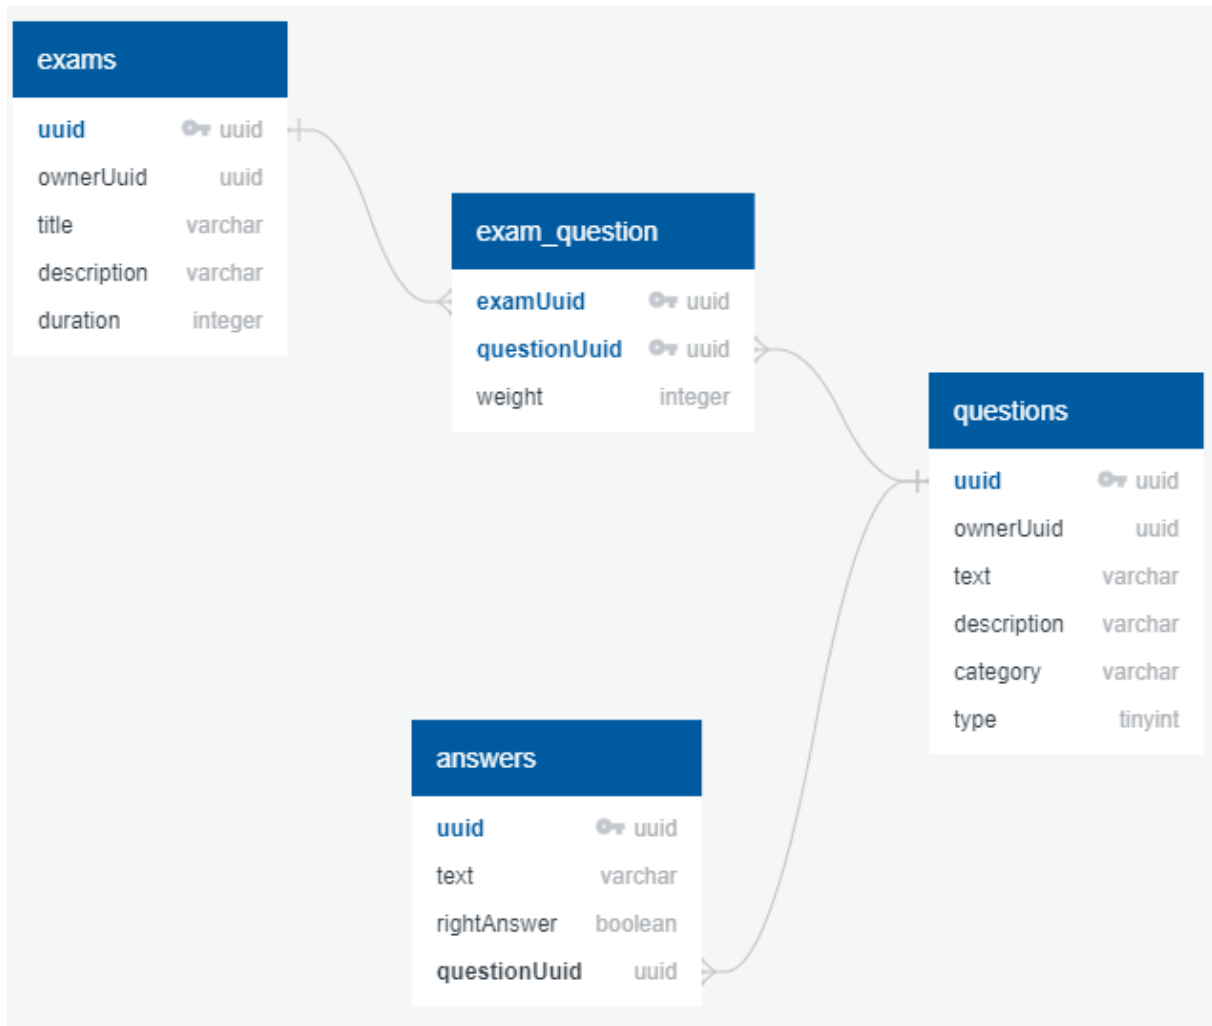 exams
uuid uuid
ownerUuid uuid
title varchar
description varchar
duration integer
exam_question
examUuid uuid
questionUuid uuid
weight integer
questions
uuid uuid
ownerUuid uuid
text varchar
description varchar
category varchar
type tinyint
answers
uuid uuid
text varchar
rightAnswer boolean
questionUuid uuid